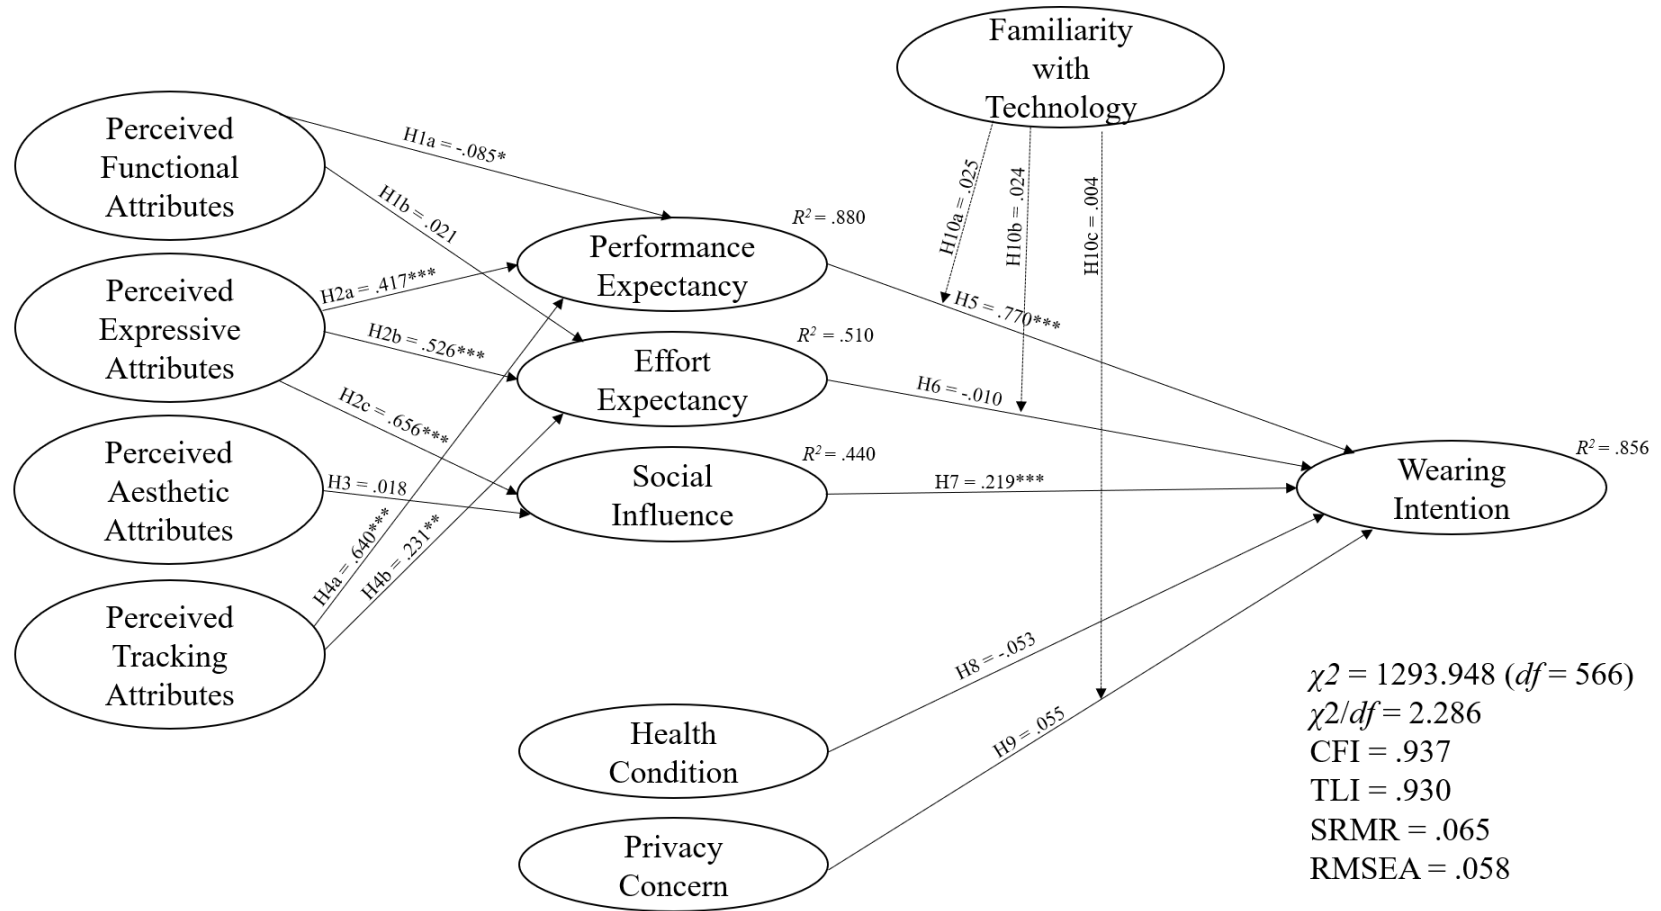 Familiarity
with
Technology
Perceived
Functional
Attributes
H1a = -.085*
H1b = .021
H10a = .025
H10b = .024
H10c = .004
Performance
Expectancy
R² = .880
Perceived
Expressive
Attributes
H2a = .417***
H2b = .526***
H2c = .656***
H5 = .770***
Effort
Expectancy
R² = .510
H6 = -.010
Perceived
Aesthetic
Attributes
H3 = .018
Social
Influence
R² = .440
H7 = .219***
Wearing
Intention
R² = .856
Perceived
Tracking
Attributes
H4a = .640***
H4b = .231**
Health
Condition
H8 = -.053
Privacy
Concern
H9 = .055
χ2 = 1293.948 (df = 566)
χ2/df = 2.286
CFI = .937
TLI = .930
SRMR = .065
RMSEA = .058